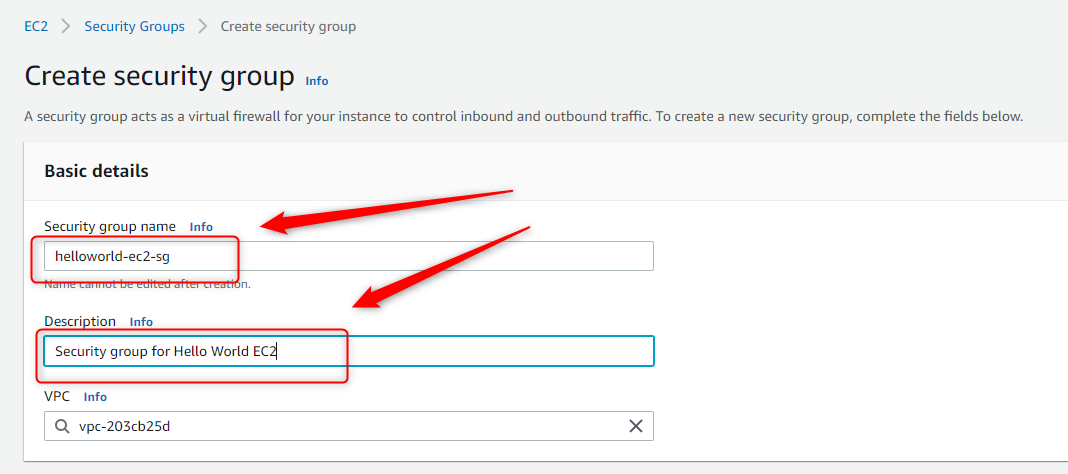 EC2 > Security Groups > Create security group
Create security group Info
A security group acts as a virtual firewall for your instance to control inbound and outbound traffic. To create a new security group, complete the fields below.
Basic details
Security group name Info
helloworld-ec2-sg
Name cannot be edited after creation.
Description Info
Security group for Hello World EC2
VPC Info
vpc-203cb25d